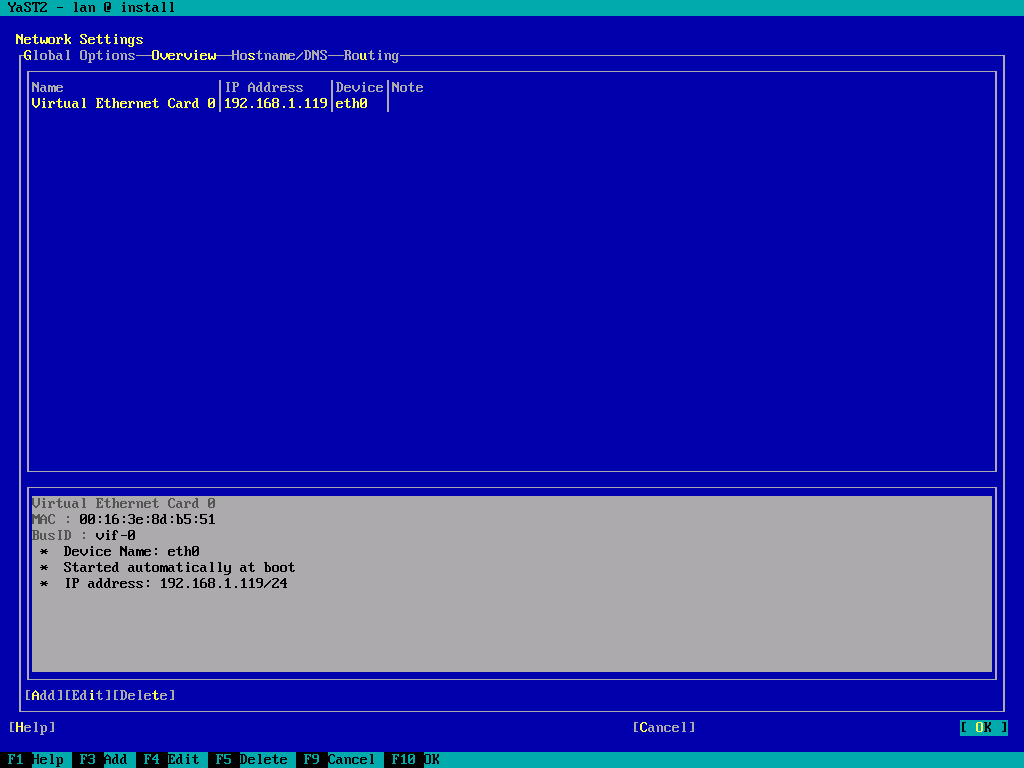 YaST2 - lan @ install
Network Settings
Global Options Overview Hostname/DNS Routing
Name IP Address Device Note
Virtual Ethernet Card 0 192.168.1.119 eth0
Virtual Ethernet Card 0
MAC : 00:16:3e:8d:b5:51
BusID : vif-0
* Device Name: eth0
* Started automatically at boot
* IP address: 192.168.1.119/24
[Add][Edit][Delete]
[Help] [Cancel] [ OK ]
F1 Help F3 Add F4 Edit F5 Delete F9 Cancel F10 OK